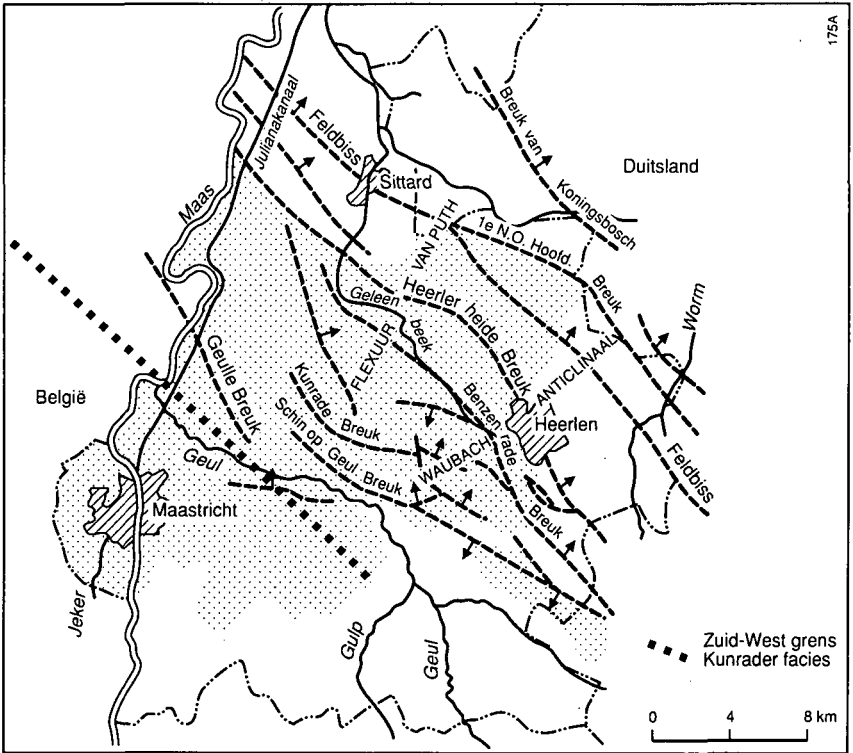 175A
Maas
Julianakanaal
Feldbiss
Sittard
Breuk van
Koningsbosch
Duitsland
VAN PUTH
1e N.O. Hoofd
Breuk
Worm
Geleen
beek
Heerler
heide
Breuk
ANTICLINAAL
Heerlen
FLEXUUR
Geulle Breuk
België
Kunrade Breuk
Schin op Geul Breuk
Benzen
rade
Breuk
WAUBACH
Feldbiss
Geul
Maastricht
Jeker
Gulp
Geul
Zuid-West grens
Kunrader facies
0 4 8 km